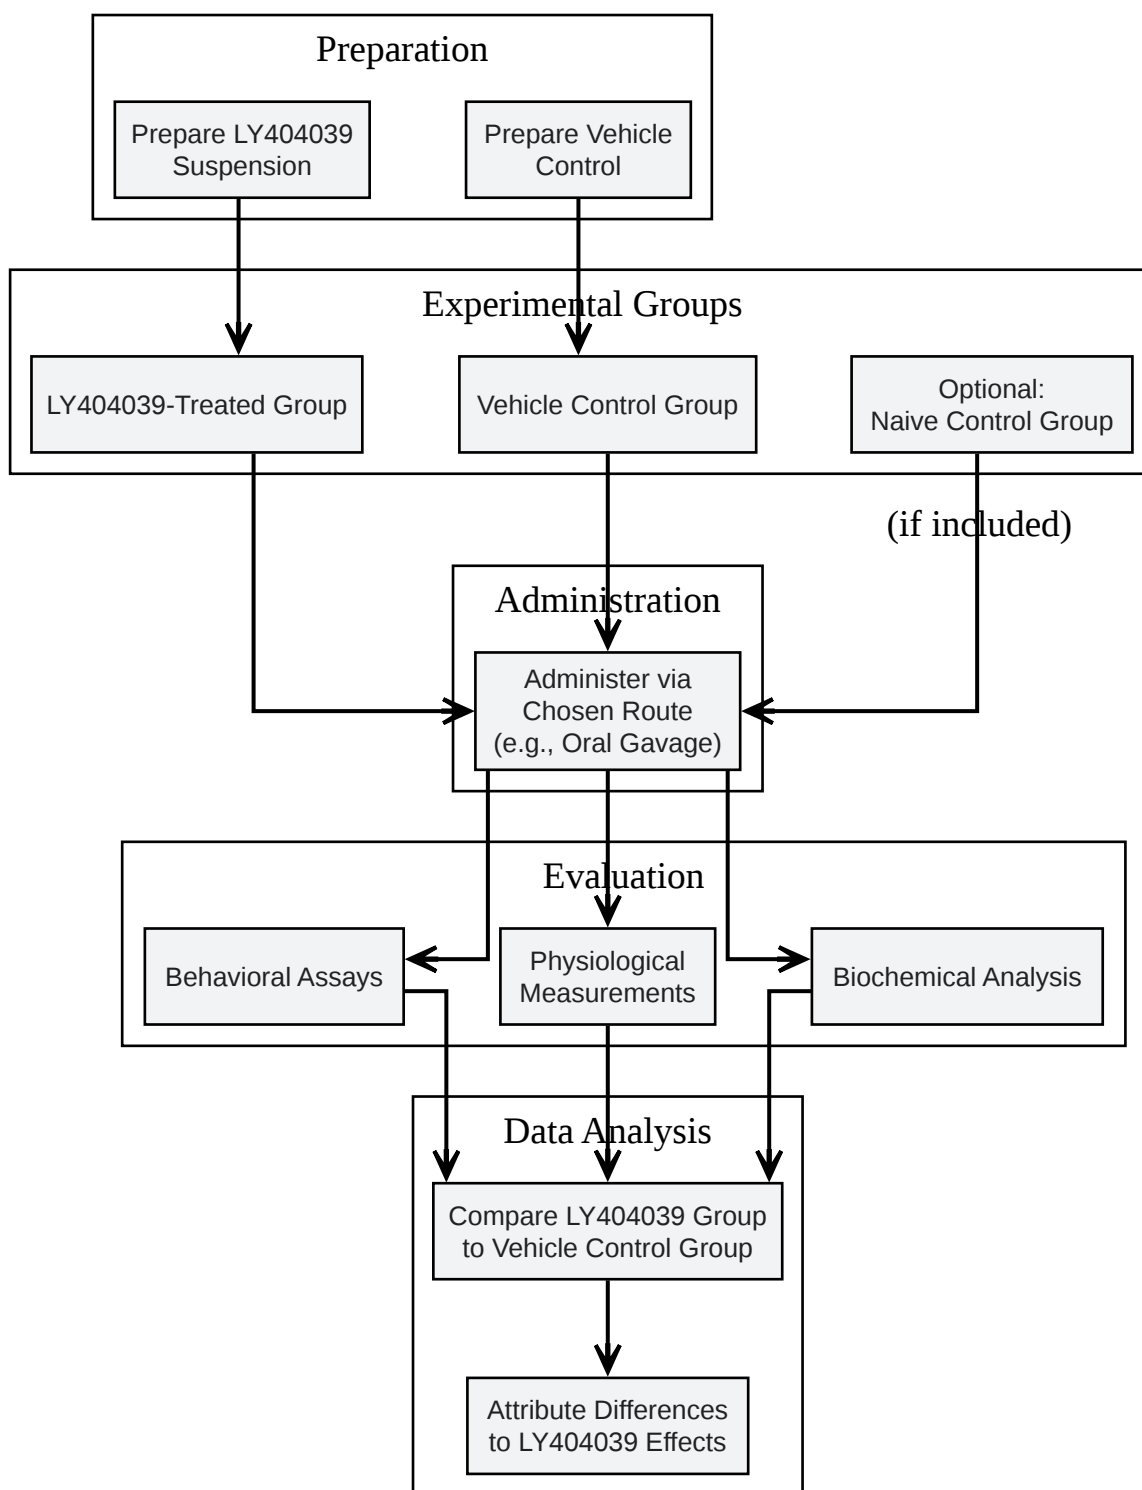 Preparation
Prepare LY404039
Suspension
Prepare Vehicle
Control
Experimental Groups
LY404039-Treated Group
Vehicle Control Group
Optional:
Naive Control Group
(if included)
Administration
Administer via
Chosen Route
(e.g., Oral Gavage)
Evaluation
Behavioral Assays
Physiological
Measurements
Biochemical Analysis
Data Analysis
Compare LY404039 Group
to Vehicle Control Group
Attribute Differences
to LY404039 Effects